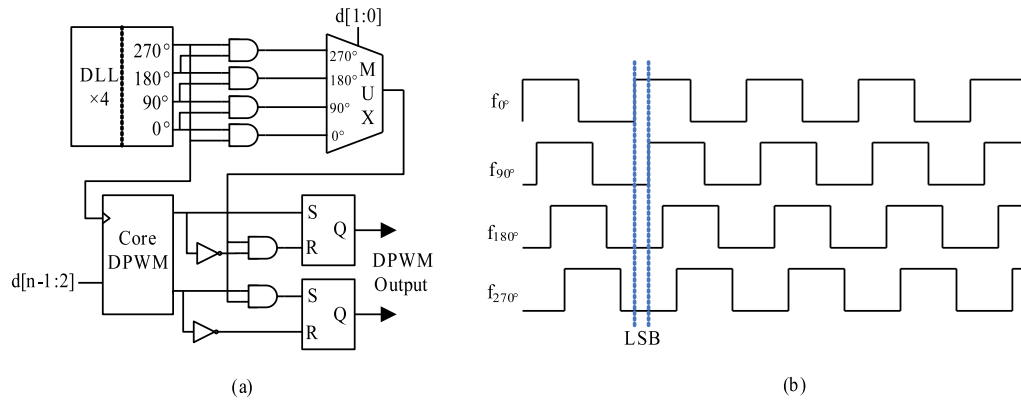 d[1:0]
DLL
×4
270°
180°
90°
0°
270°
180°
90°
0°
MUX
Core
DPWM
d[n-1:2]
S
Q
R
S
Q
R
DPWM
Output
(a)
f0°
f90°
f180°
f270°
LSB
(b)